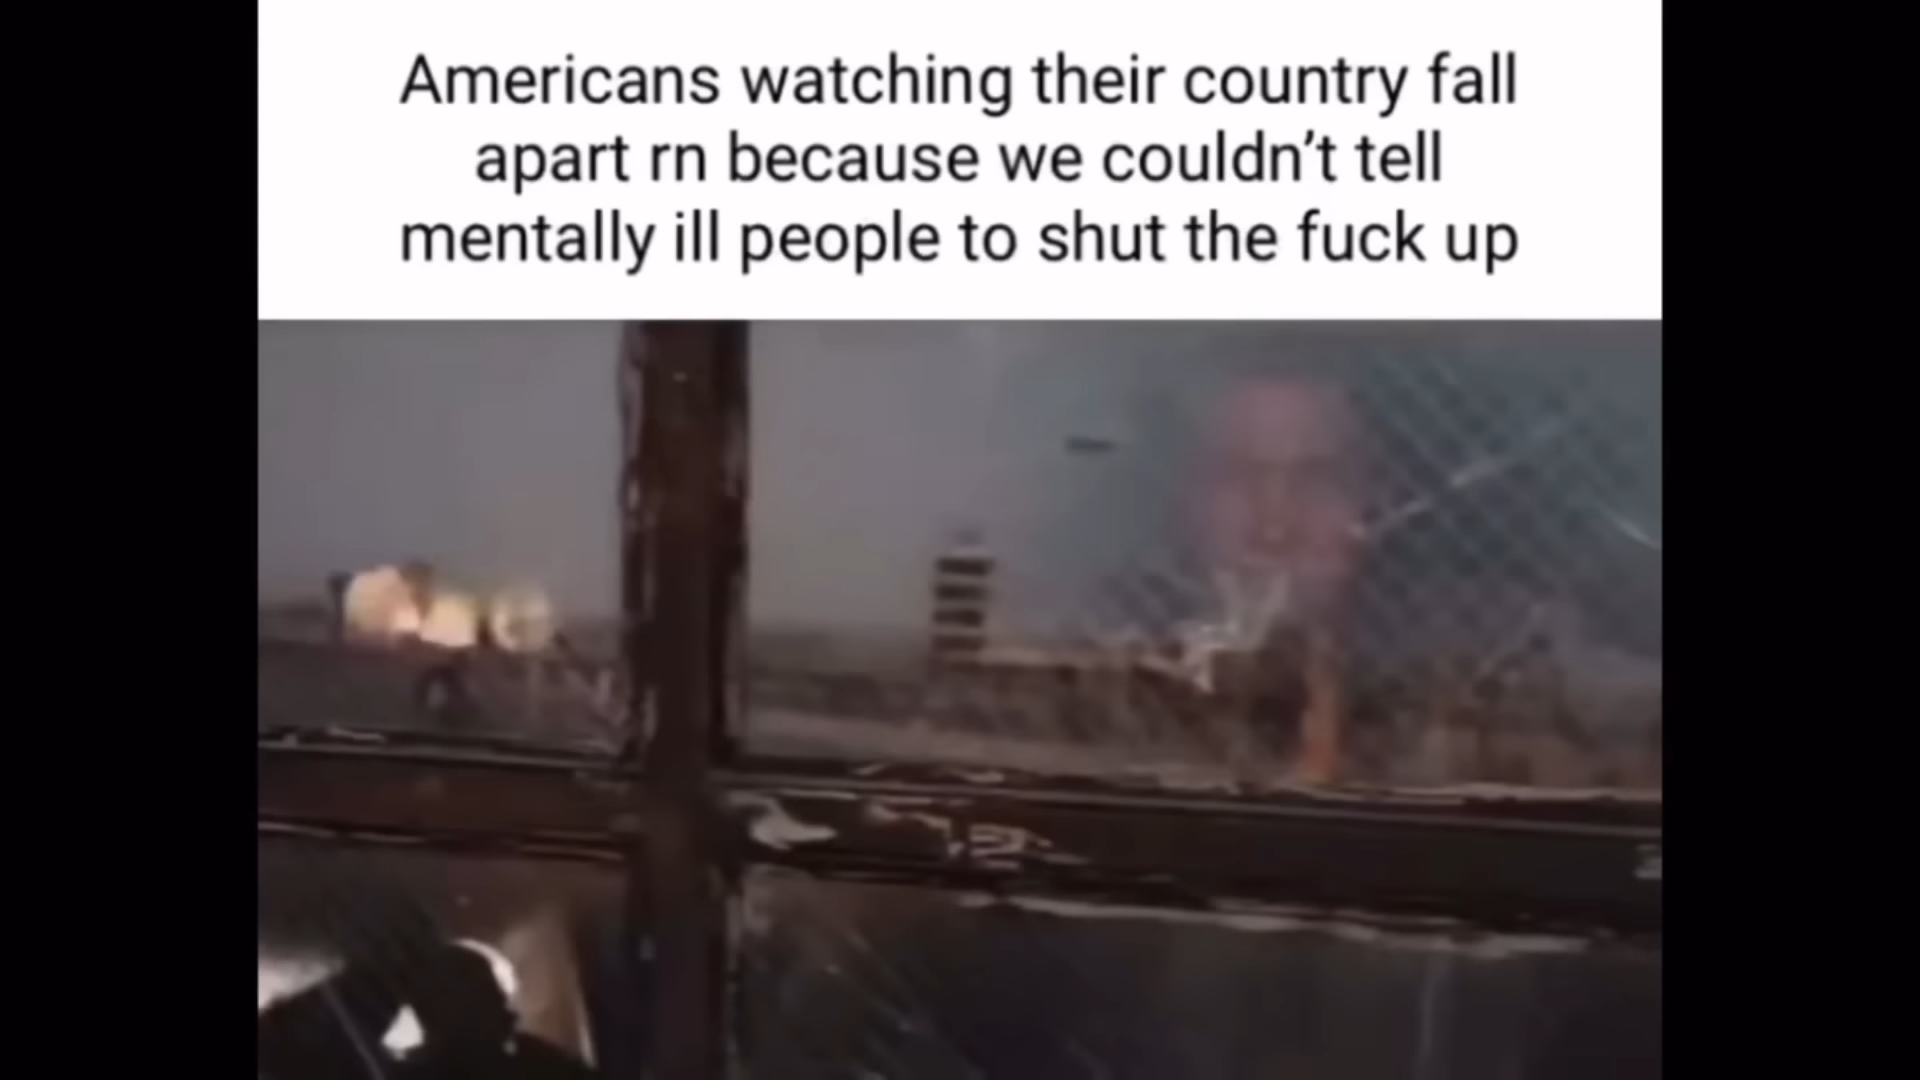 Americans watching their country fall
apart rn because we couldn’t tell
mentally ill people to shut the fuck up